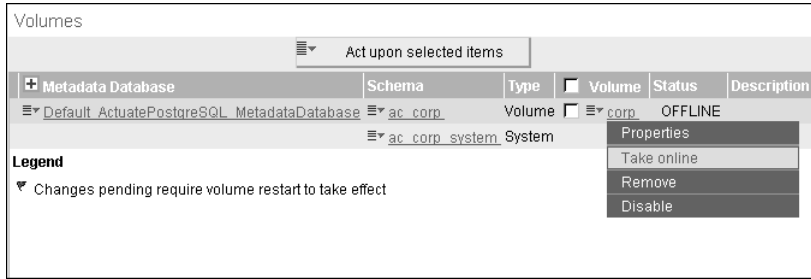 Volumes
Act upon selected items
Metadata Database Schema Type Volume Status Description
Default_ActuatePostgreSQL_MetadataDatabase ac_corp Volume corp OFFLINE
ac_corp_system System
Properties
Take online
Remove
Disable
Legend
Changes pending require volume restart to take effect